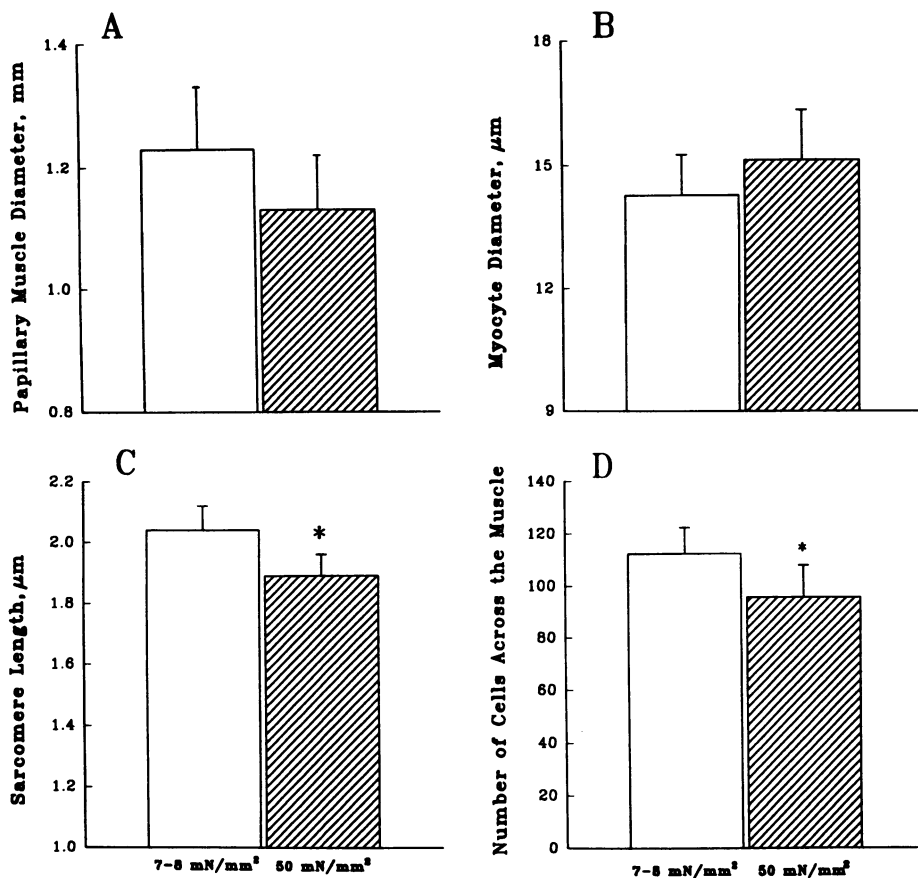 A
Papillary Muscle Diameter, mm
1.4
1.2
1.0
0.8
B
Myocyte Diameter, μm
18
15
12
9
C
Sarcomere Length, μm
2.2
2.0
1.8
1.6
1.4
1.2
1.0
*
7-8 mN/mm² 50 mN/mm²
D
Number of Cells Across the Muscle
140
120
100
80
60
40
20
0
*
7-8 mN/mm² 50 mN/mm²